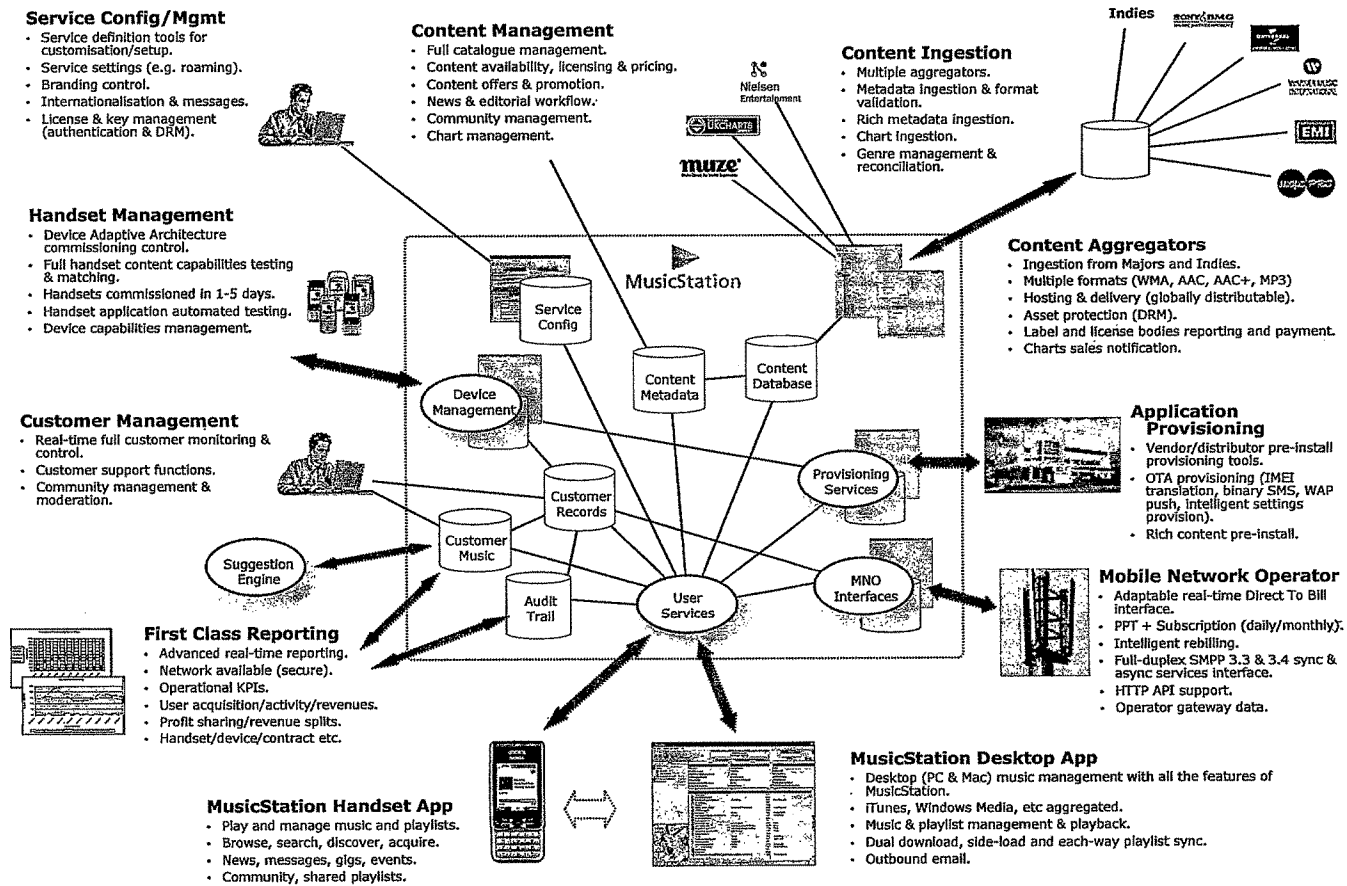 Service Config/Mgmt
• Service definition tools for
customisation/setup.
• Service settings (e.g. roaming).
• Branding control.
• Internationalisation & messages.
• License & key management
(authentication & DRM).
Content Management
• Full catalogue management.
• Content availability, licensing & pricing.
• Content offers & promotion.
• News & editorial workflow.
• Community management.
• Chart management.
Nielsen
Entertainment
UKCHARTS
muze
Content Ingestion
• Multiple aggregators.
• Metadata ingestion & format
validation.
• Rich metadata ingestion.
• Chart ingestion.
• Genre management &
reconciliation.
Indies
SONY BMG
EMI
Handset Management
• Device Adaptive Architecture
commissioning control.
• Full handset content capabilities testing
& matching.
• Handsets commissioned in 1-5 days.
• Handset application automated testing.
• Device capabilities management.
MusicStation
Content Aggregators
• Ingestion from Majors and Indies.
• Multiple formats (WMA, AAC, AAC+, MP3)
• Hosting & delivery (globally distributable).
• Asset protection (DRM).
• Label and license bodies reporting and payment.
• Charts sales notification.
Service
Config
Content
Metadata
Content
Database
Device
Management
Customer Management
• Real-time full customer monitoring &
control.
• Customer support functions.
• Community management &
moderation.
Customer
Records
Provisioning
Services
Application
Provisioning
• Vendor/distributor pre-install
provisioning tools.
• OTA provisioning (IMEI
translation, binary SMS, WAP
push, intelligent settings
provision).
• Rich content pre-install.
Customer
Music
Suggestion
Engine
Audit
Trail
User
Services
MNO
Interfaces
Mobile Network Operator
• Adaptable real-time Direct To Bill
interface.
• PPT + Subscription (daily/monthly).
• Intelligent rebilling.
• Full-duplex SMPP 3.3 & 3.4 sync &
async services interface.
• HTTP API support.
• Operator gateway data.
First Class Reporting
• Advanced real-time reporting.
• Network available (secure).
• Operational KPIs.
• User acquisition/activity/revenues.
• Profit sharing/revenue splits.
• Handset/device/contract etc.
MusicStation Handset App
• Play and manage music and playlists.
• Browse, search, discover, acquire.
• News, messages, gigs, events.
• Community, shared playlists.
MusicStation Desktop App
• Desktop (PC & Mac) music management with all the features of
MusicStation.
• iTunes, Windows Media, etc aggregated.
• Music & playlist management & playback.
• Dual download, side-load and each-way playlist sync.
• Outbound email.